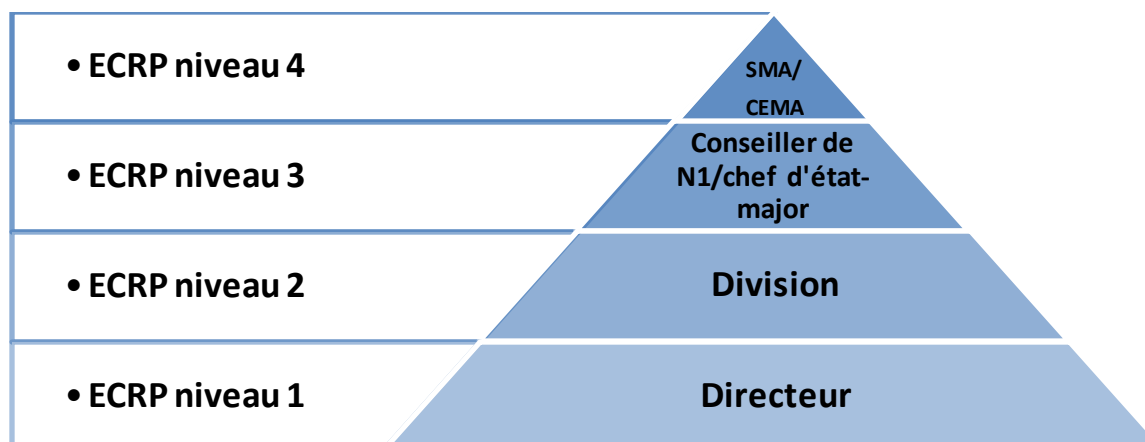 • ECRP niveau 4
SMA/
CEMA
• ECRP niveau 3
Conseiller de
N1/chef d'état-
major
• ECRP niveau 2
Division
• ECRP niveau 1
Directeur